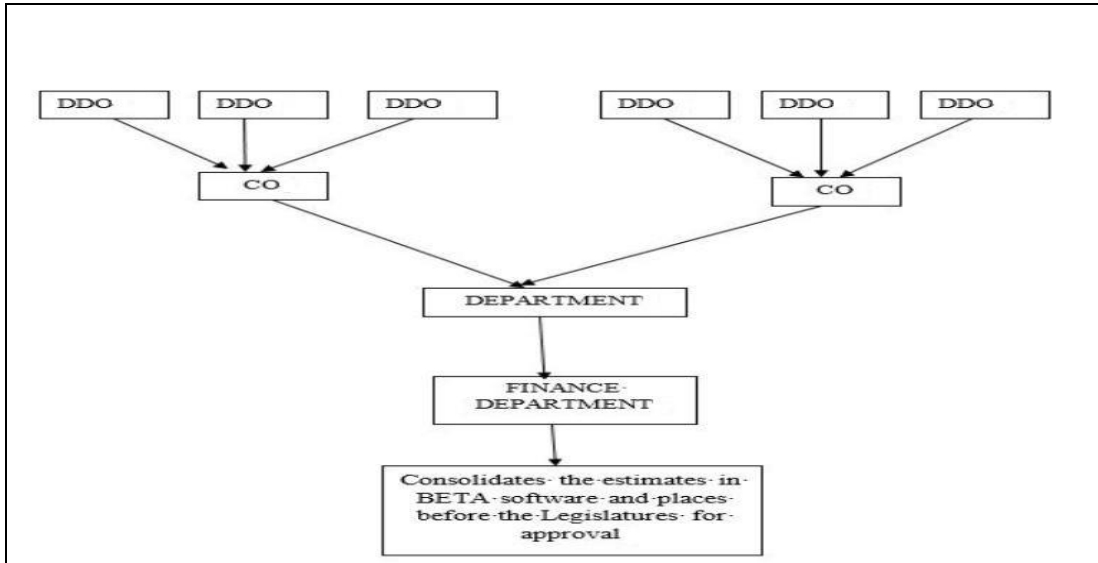 DDO DDO DDO DDO DDO DDO
CO CO
DEPARTMENT
FINANCE·
DEPARTMENT
Consolidates· the·estimates· in·
BETA·software·and·places·
before·the·Legislatures· for·
approval